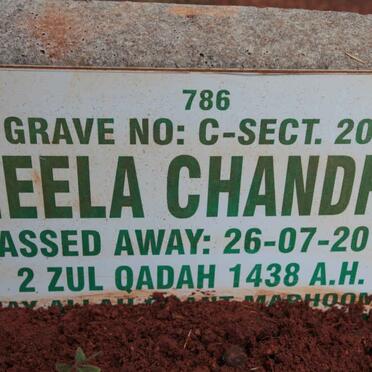 786
GRAVE NO: C-SECT. 20
EELA CHAND
ASSED AWAY: 26-07-20
2 ZUL QADAH 1438 A.H.